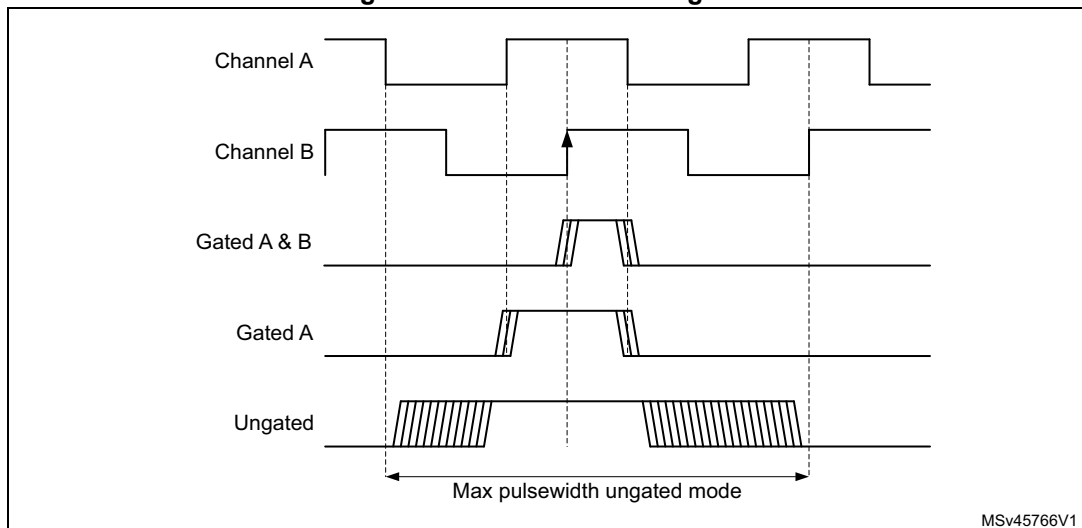 Channel A
Channel B
Gated A & B
Gated A
Ungated
Max pulsewidth ungated mode
MSv45766V1